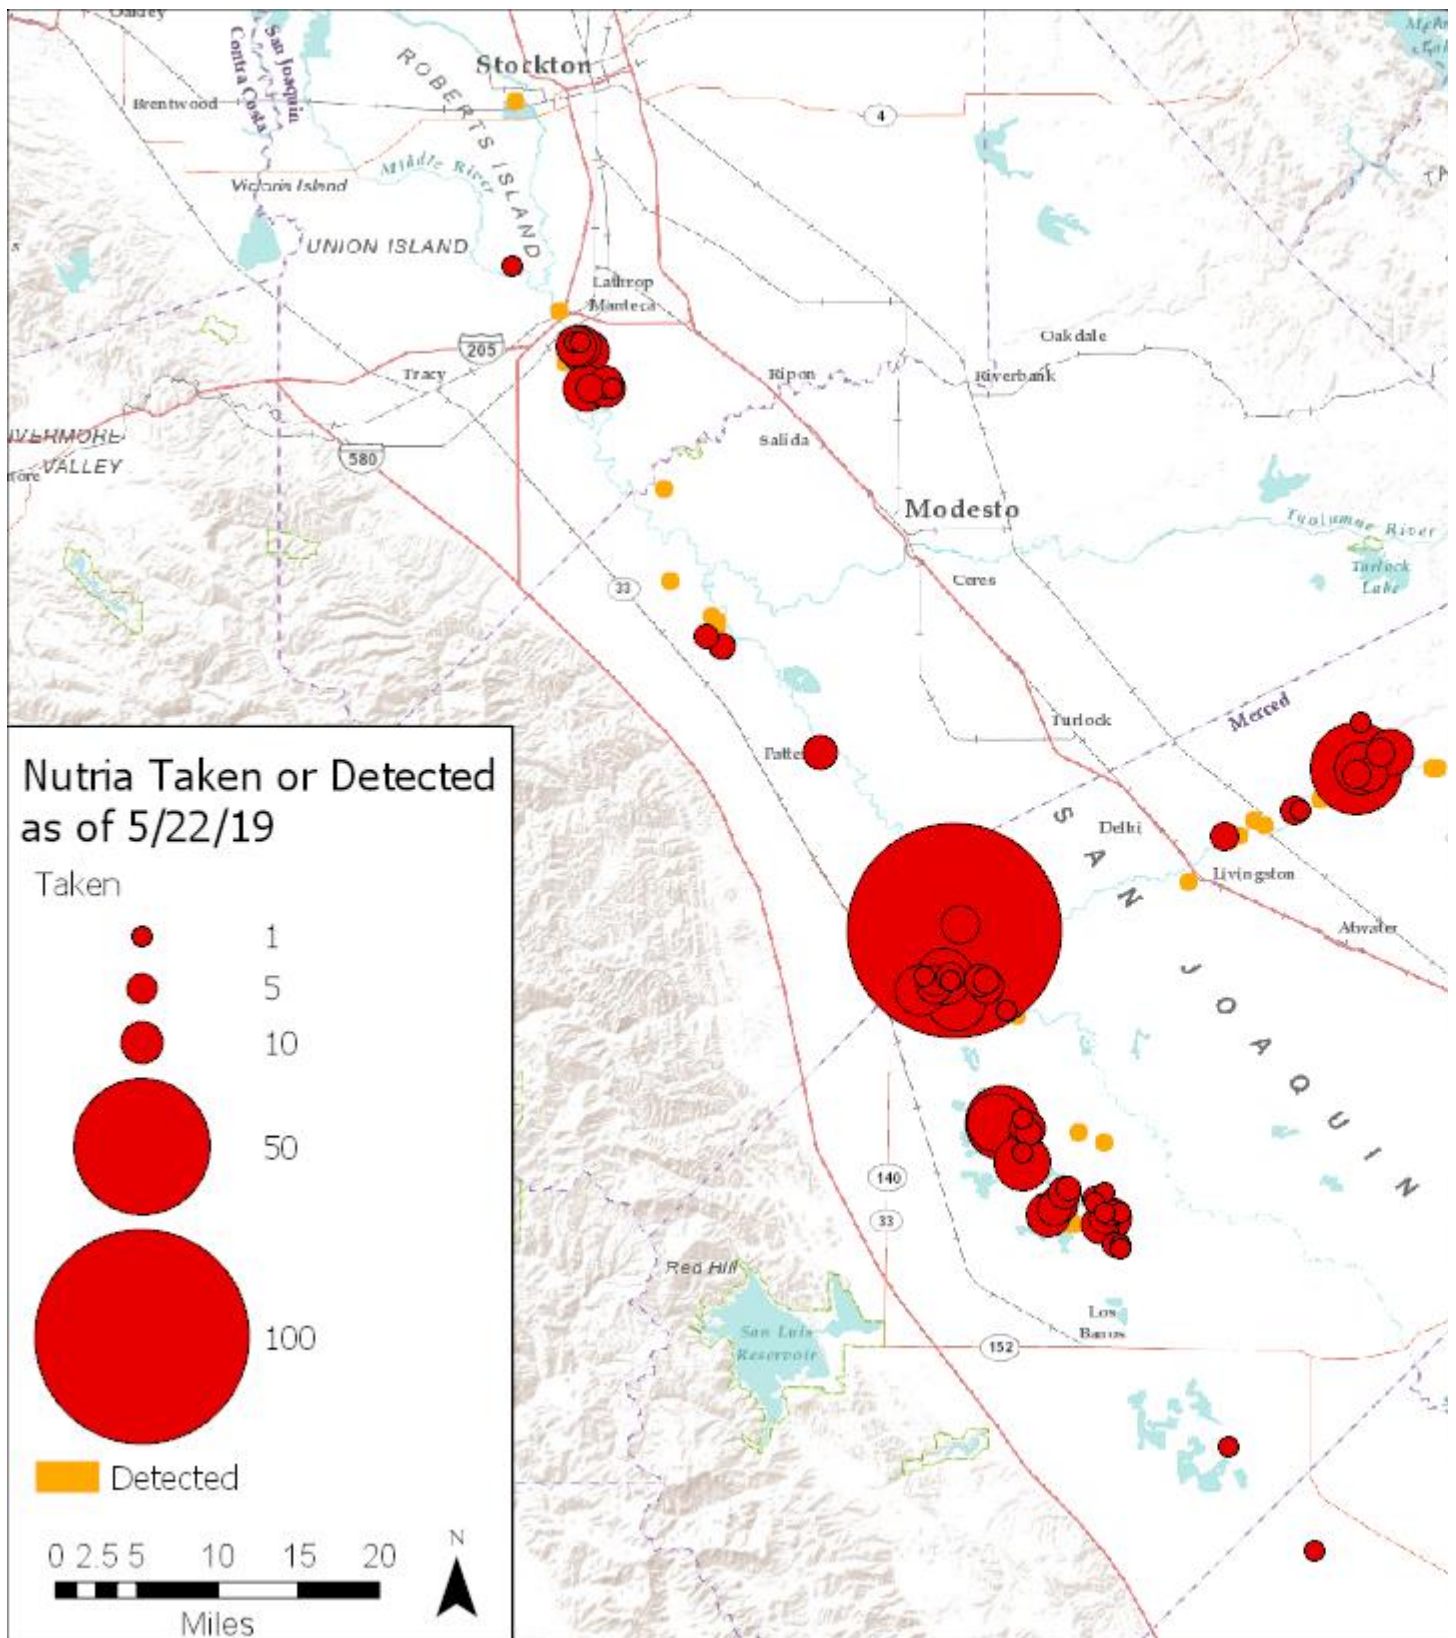 Oakley
San Joaquin
Contra Costa
Stockton
ROBERTS ISLAND
Brentwood
4
Middle River
Victoria Island
UNION ISLAND
Lathrop
Manteca
205
Tracy
Oakdale
Ripon
Riverbank
Salida
IVERMORE
VALLEY
580
Modesto
Tuolumne River
Turlock
Lake
Ceres
33
Merced
Turlock
Patte
Delhi
Livingston
Atwater
SAN JOAQUIN
140
33
Red Hill
San Luis
Reservoir
Los
Banos
152
Nutria Taken or Detected
as of 5/22/19
Taken
1
5
10
50
100
Detected
0 2.5 5 10 15 20
Miles
N